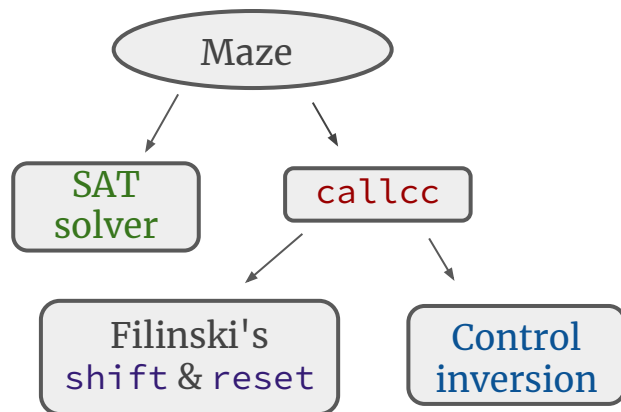 Maze
SAT
solver
callcc
Filinski's
shift & reset
Control
inversion